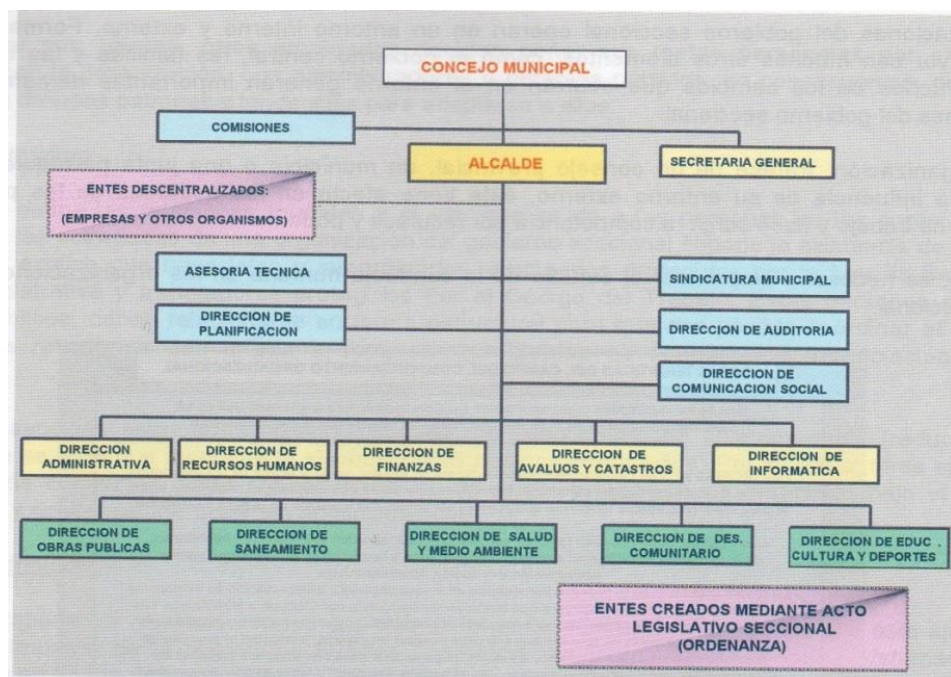 CONCEJO MUNICIPAL
COMISIONES
ALCALDE
SECRETARIA GENERAL
ENTES DESCENTRALIZADOS:
(EMPRESAS Y OTROS ORGANISMOS)
ASESORIA TECNICA
SINDICATURA MUNICIPAL
DIRECCION DE
PLANIFICACION
DIRECCION DE AUDITORIA
DIRECCION DE
COMUNICACION SOCIAL
DIRECCION
ADMINISTRATIVA
DIRECCION DE
RECURSOS HUMANOS
DIRECCION DE
FINANZAS
DIRECCION DE
AVALUOS Y CATASTROS
DIRECCION DE
INFORMATICA
DIRECCION DE
OBRAS PUBLICAS
DIRECCION DE
SANEAMIENTO
DIRECCION DE SALUD
Y MEDIO AMBIENTE
DIRECCION DE DES.
COMUNITARIO
DIRECCION DE EDUC.
CULTURA Y DEPORTES
ENTES CREADOS MEDIANTE ACTO
LEGISLATIVO SECCIONAL
(ORDENANZA)